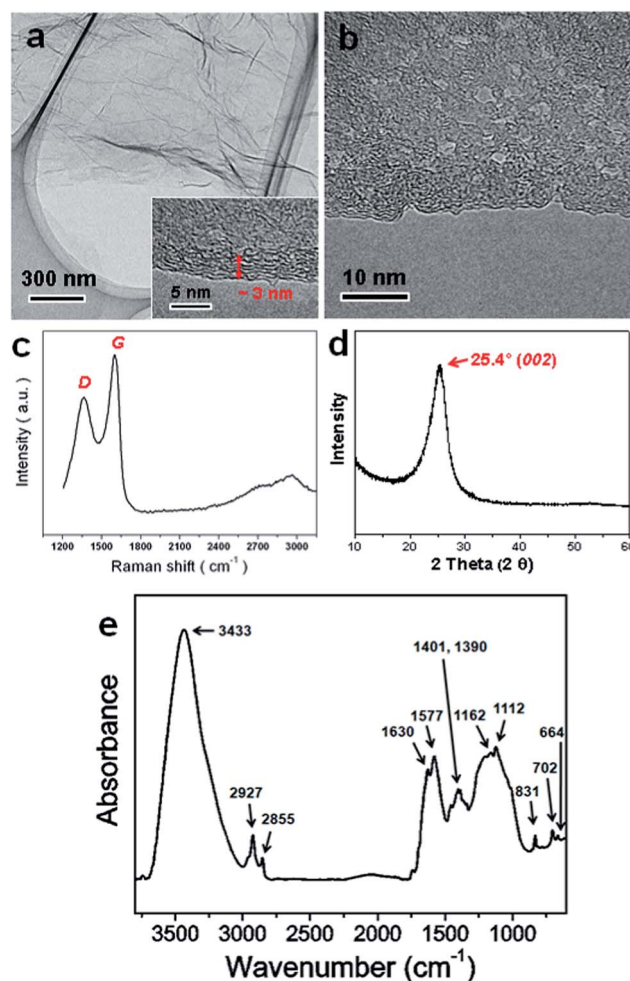 a
300 nm
5 nm
~ 3 nm
b
10 nm
c
D
G
Intensity ( a.u. )
1200 1500 1800 2100 2400 2700 3000
Raman shift ( cm⁻¹ )
d
25.4° (002)
Intensity
10 20 30 40 50 60
2 Theta (2 θ)
e
3433
2927
2855
1630
1577
1401, 1390
1162
1112
831
702
664
Absorbance
3500 3000 2500 2000 1500 1000
Wavenumber (cm⁻¹)